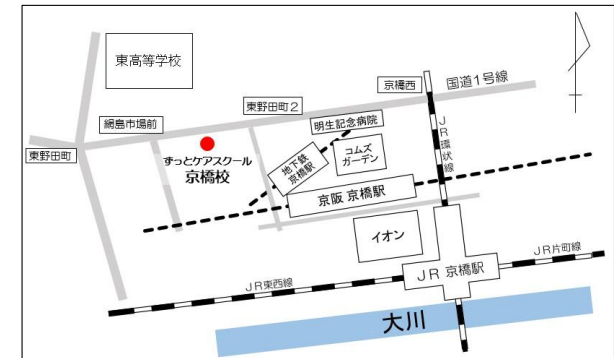 東高等学校
京橋西
国道1号線
東野田町2
明生記念病院
網島市場前
JR環状線
コムズ
ガーデン
東野田町
ずっとケアスクール
京橋校
地下鉄
京橋駅
京阪 京橋駅
イオン
JR片町線
JR 京橋駅
JR東西線
大川